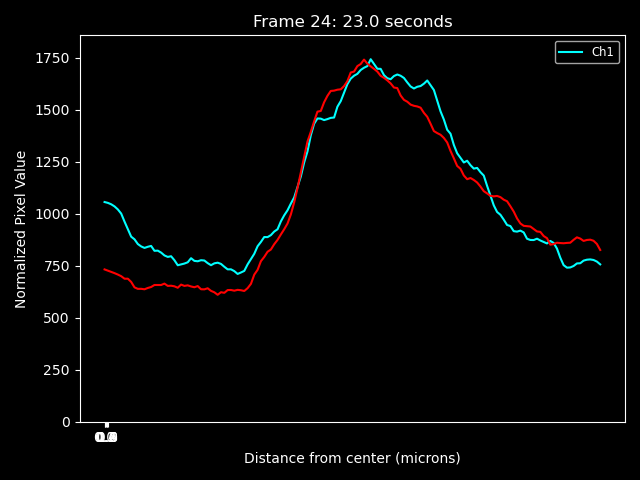 Frame 24: 23.0 seconds
Ch1
1750
1500
1250
1000
750
500
250
0
Normalized Pixel Value
Distance from center (microns)